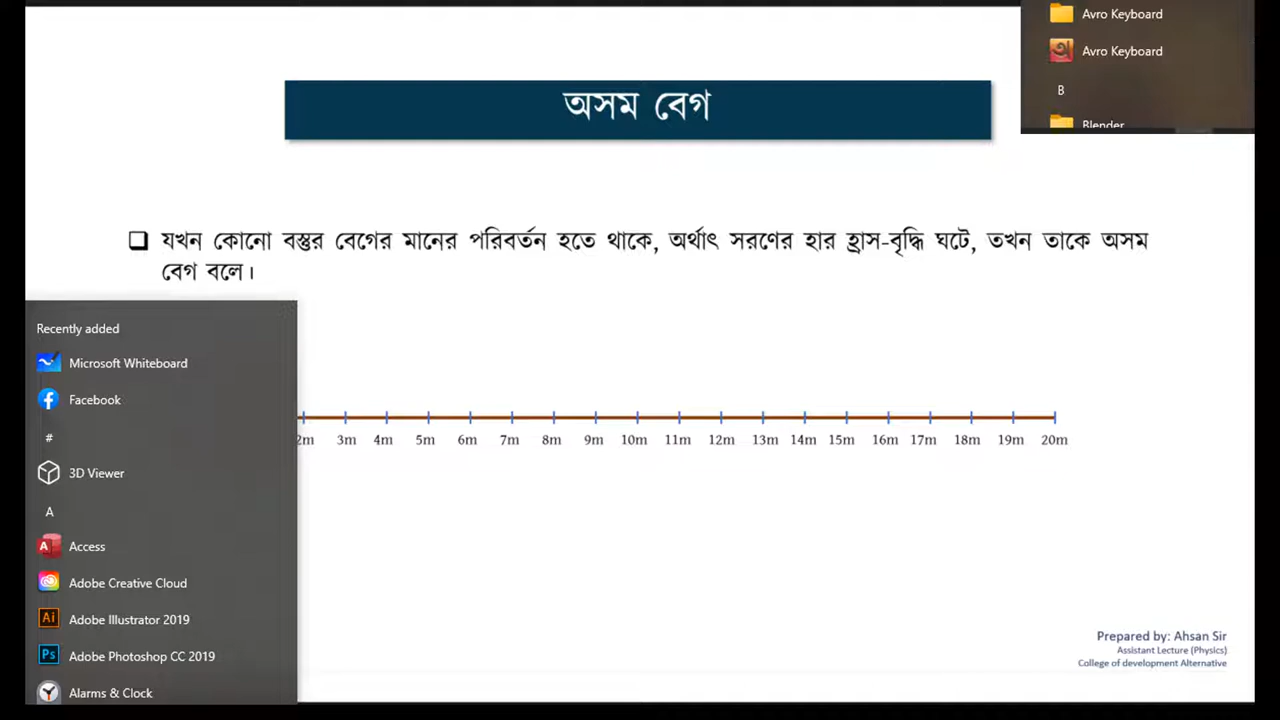 Avro Keyboard
Avro Keyboard
B
Blender
অসম বেগ
যখন কোনো বস্তুর বেগের মানের পরিবর্তন হতে থাকে, অর্থাৎ সরণের হার হ্রাস-বৃদ্ধি ঘটে, তখন তাকে অসম
বেগ বলে।
Recently added
Microsoft Whiteboard
Facebook
#
3D Viewer
A
Access
Adobe Creative Cloud
Adobe Illustrator 2019
Adobe Photoshop CC 2019
Alarms & Clock
2m 3m 4m 5m 6m 7m 8m 9m 10m 11m 12m 13m 14m 15m 16m 17m 18m 19m 20m
Prepared by: Ahsan Sir
Assistant Lecture (Physics)
College of development Alternative